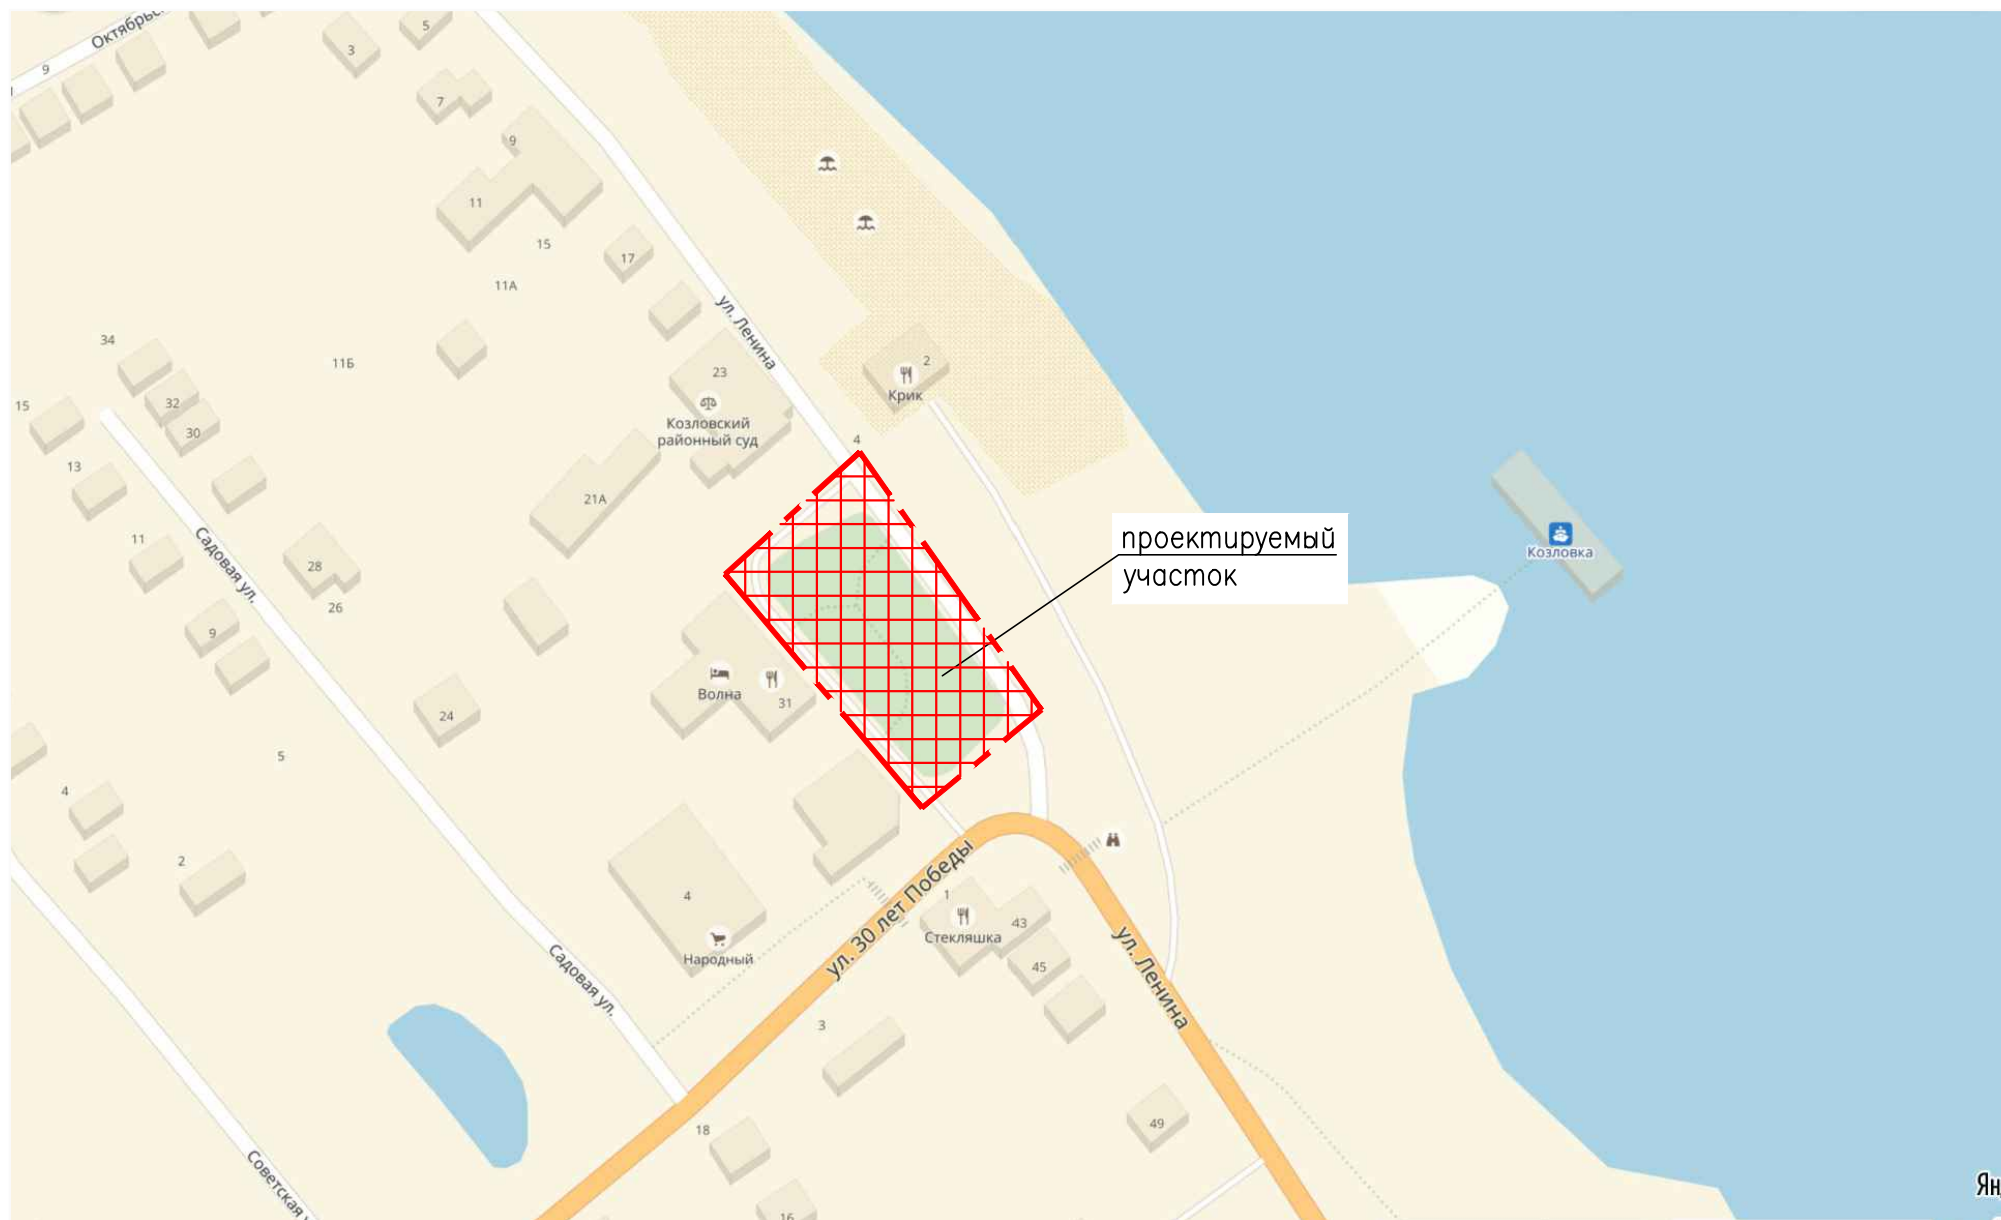 Октябрьс
5
3
9
7
9
11
15
17
11А
ул. Ленина
34
11Б
2
Крик
23
32
15
30
Козловский
районный суд
4
13
21А
проектируемый
участок
11
Козловка
Садовая ул.
28
26
9
Волна
31
24
5
4
2
ул. 30 лет Победы
4
1
43
Стекляшка
Народный
45
ул. Ленина
Садовая ул.
3
49
18
Советская у
Ян
16